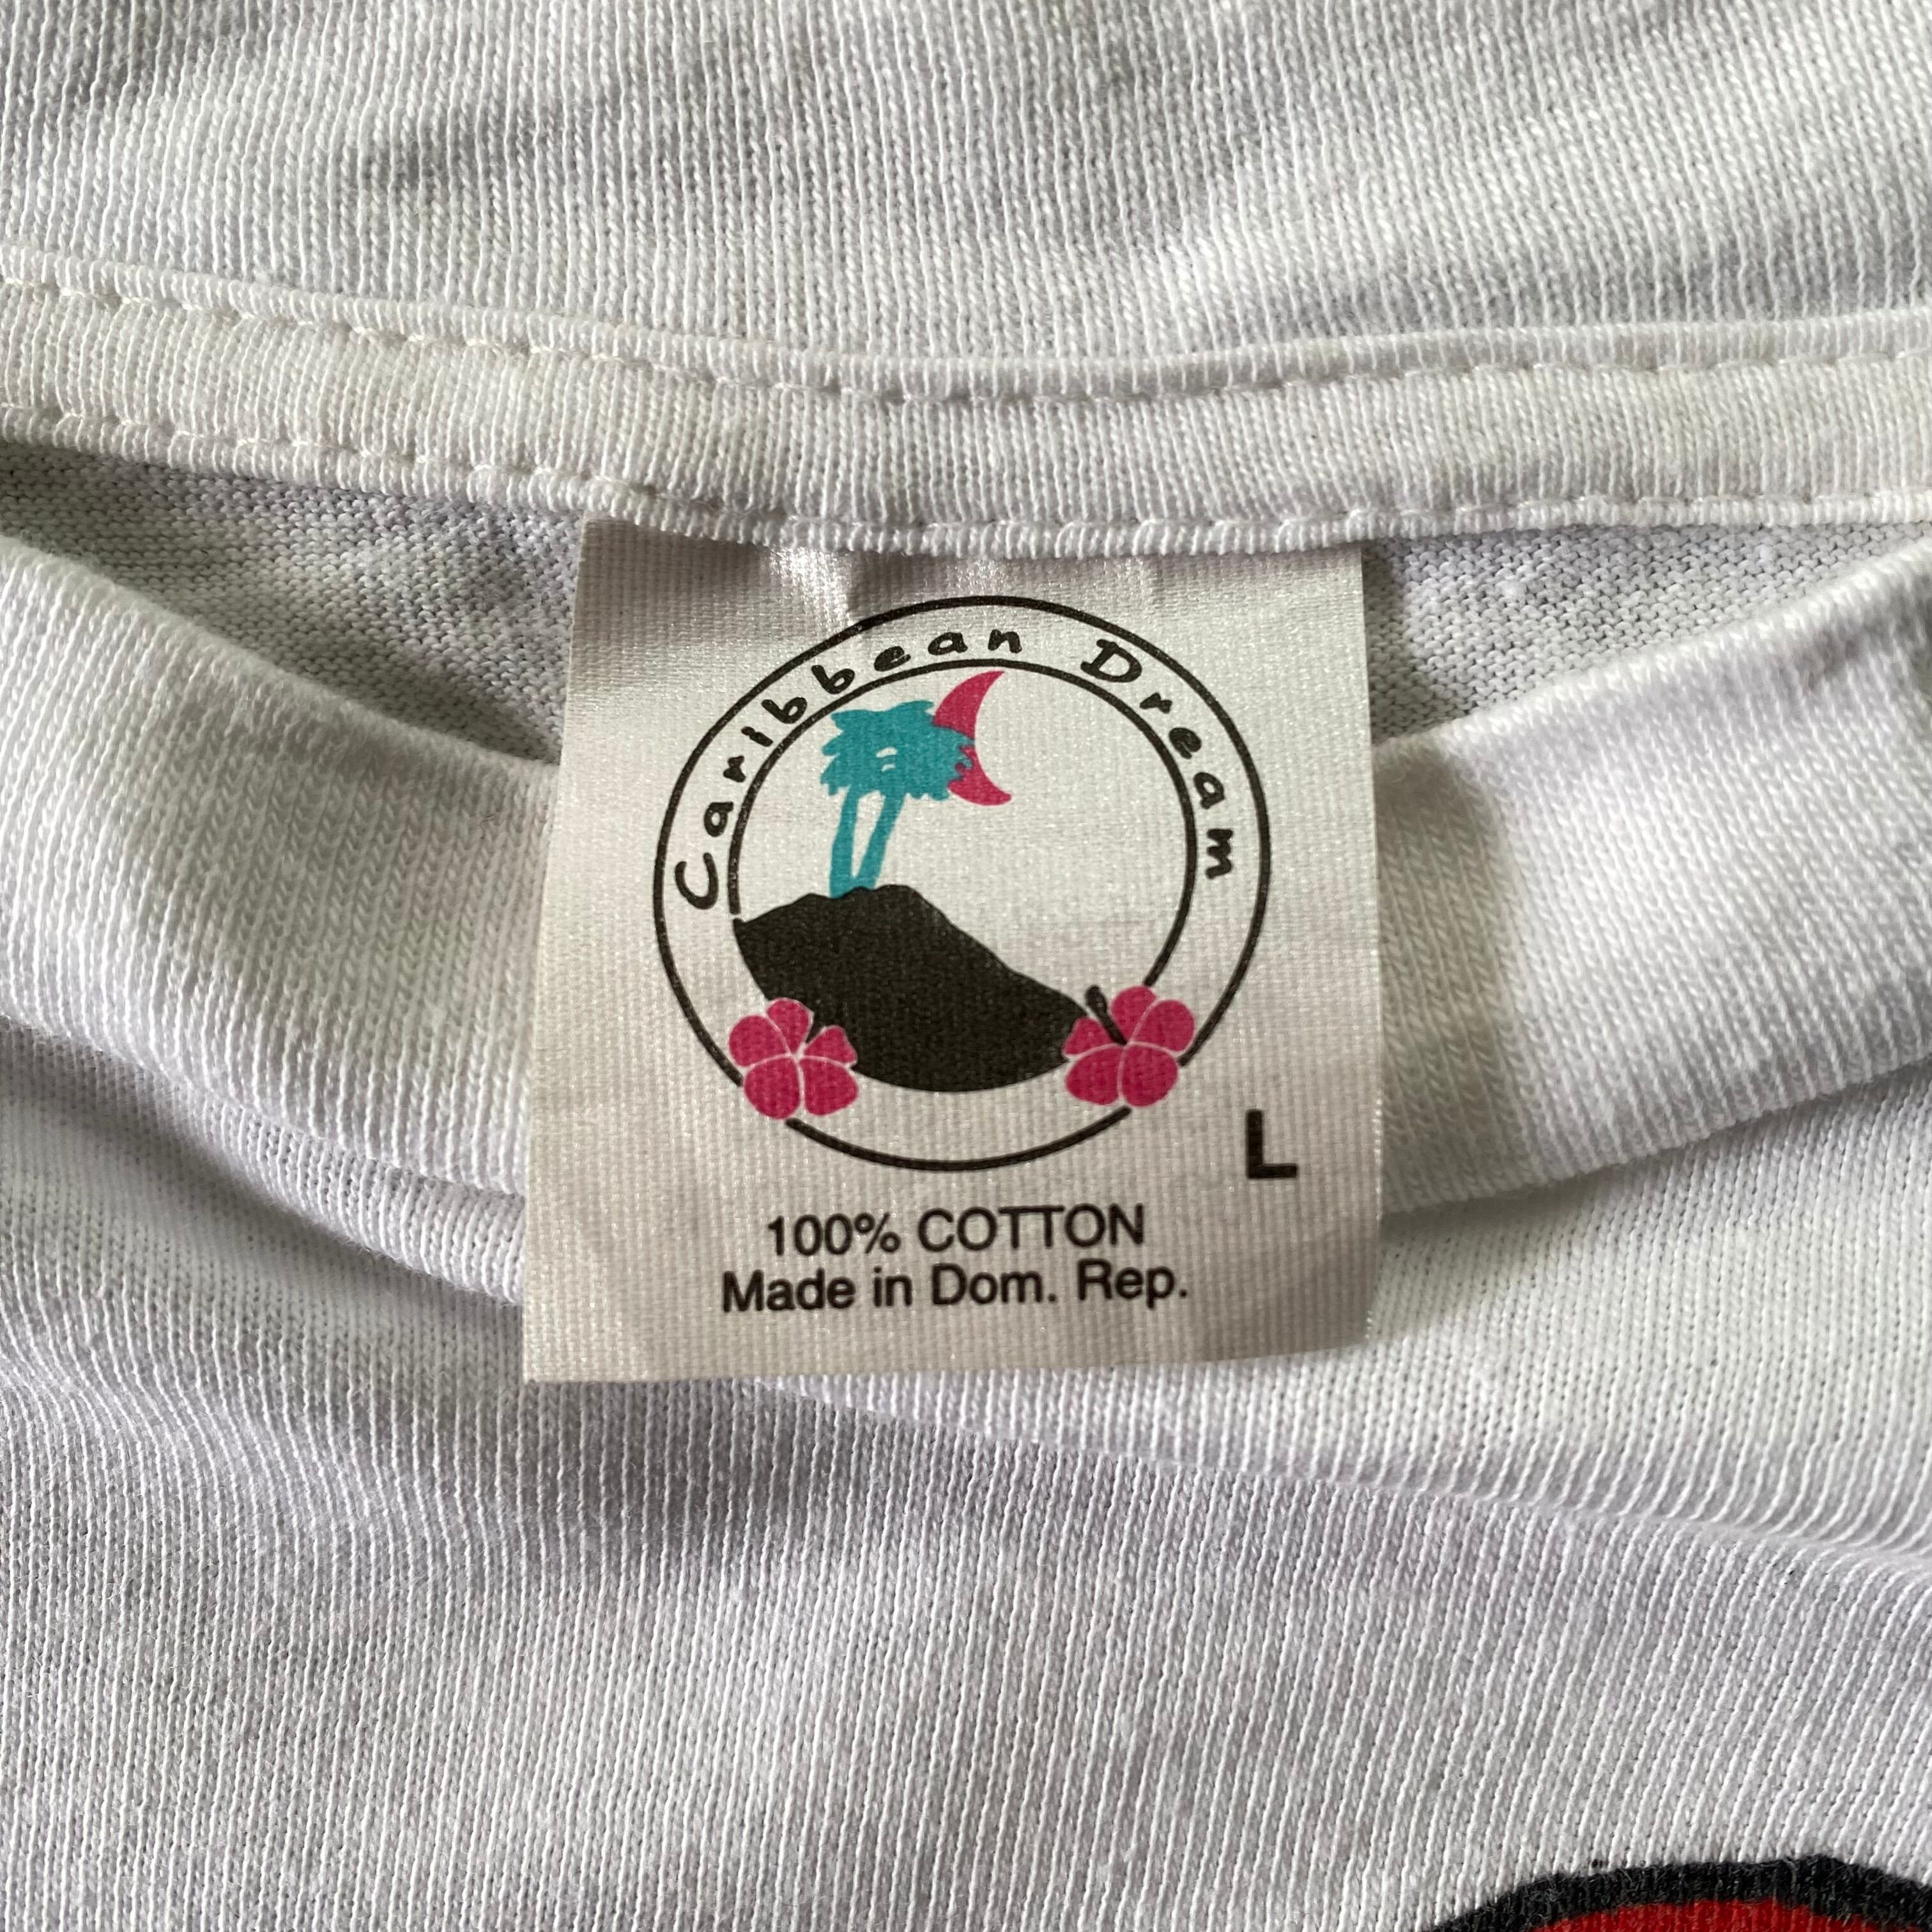 Caribbean Dream
L
100% COTTON
Made in Dom. Rep.